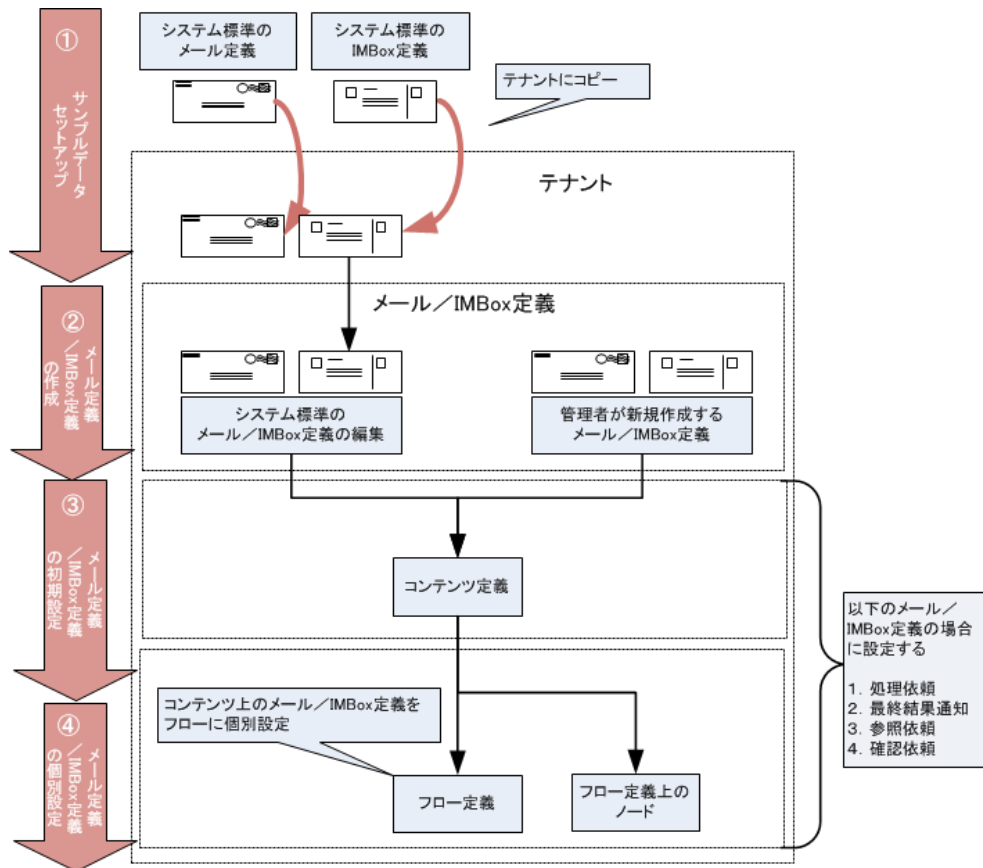 ①
サンプルデータ
セットアップ
システム標準の
メール定義
システム標準の
IMBox定義
テナントにコピー
テナント
②
メール定義
／IMBox定義
の作成
メール／IMBox定義
システム標準の
メール／IMBox定義の編集
管理者が新規作成する
メール／IMBox定義
③
メール定義
／IMBox定義
の初期設定
コンテンツ定義
以下のメール／
IMBox定義の場合
に設定する
1．処理依頼
2．最終結果通知
3．参照依頼
4．確認依頼
④
メール定義
／IMBox定義
の個別設定
コンテンツ上のメール／IMBox定義を
フローに個別設定
フロー定義
フロー定義上の
ノード